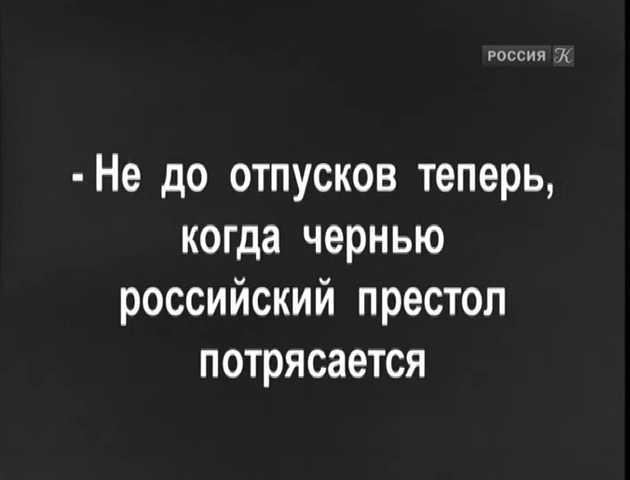 РОССИЯ К
- Не до отпусков теперь,
когда чернью
российский престол
потрясается